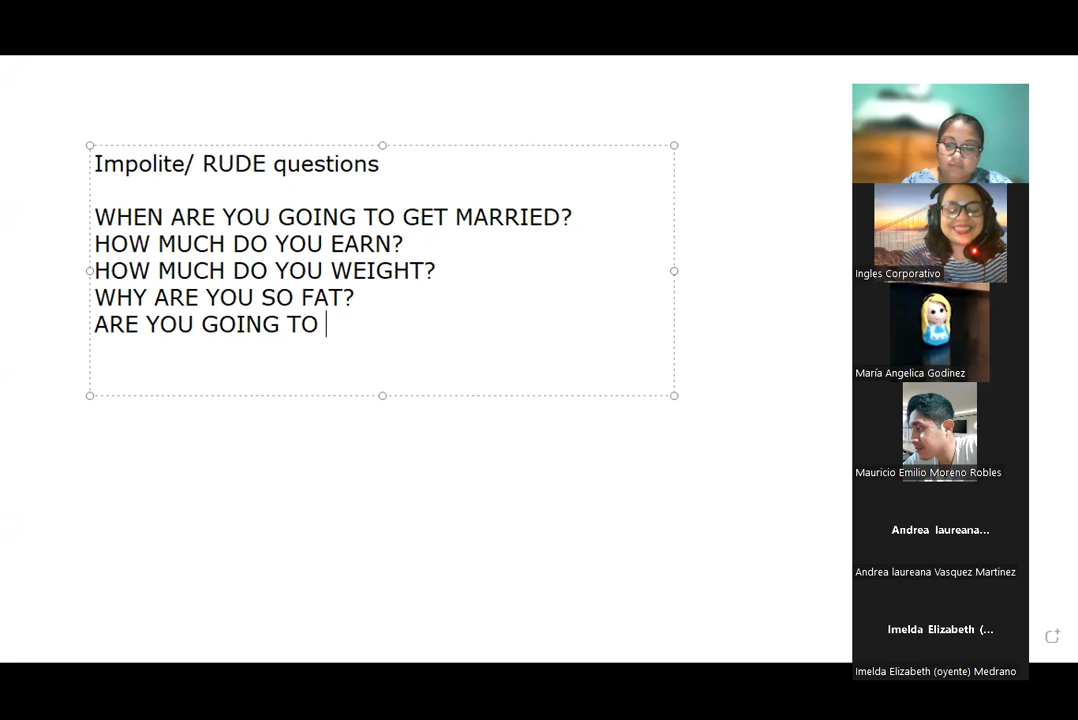 Impolite/ RUDE questions
WHEN ARE YOU GOING TO GET MARRIED?
HOW MUCH DO YOU EARN?
HOW MUCH DO YOU WEIGHT?
WHY ARE YOU SO FAT?
ARE YOU GOING TO
Ingles Corporativo
María Angelica Godinez
Mauricio Emilio Moreno Robles
Andrea laureana...
Andrea laureana Vasquez Martínez
Imelda Elizabeth (...
Imelda Elizabeth (oyente) Medrano